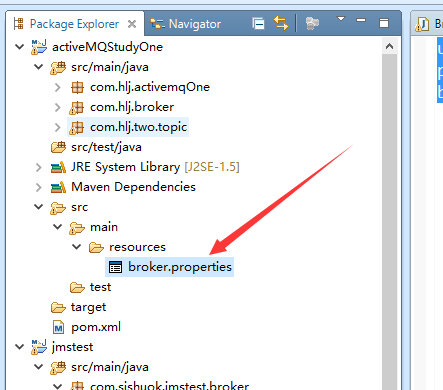 Package Explorer Navigator
activeMQStudyOne
src/main/java
com.hlj.activemqOne
com.hlj.broker
com.hlj.two.topic
src/test/java
JRE System Library [J2SE-1.5]
Maven Dependencies
src
main
resources
broker.properties
test
target
pom.xml
jmstest
src/main/java
com.sishuok.jmstest.broker